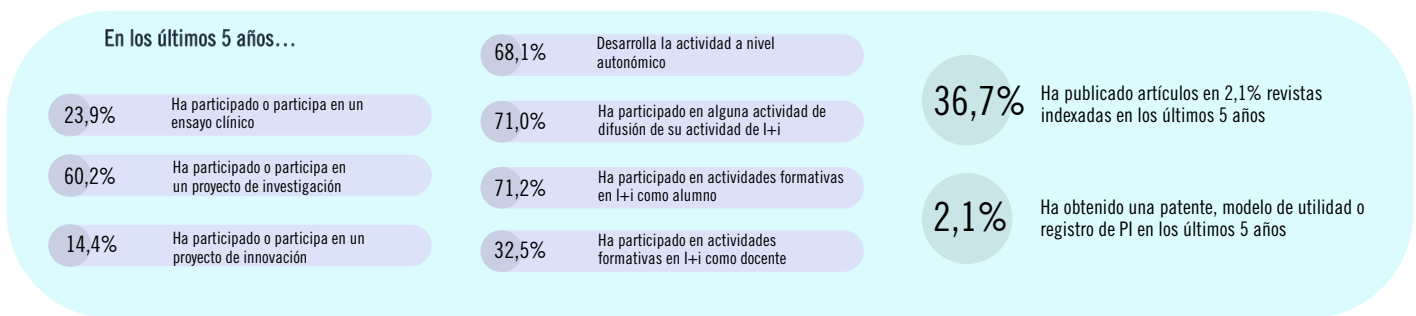 En los últimos 5 años...
23,9%
Ha participado o participa en un
ensayo clínico
60,2%
Ha participado o participa en
un proyecto de investigación
14,4%
Ha participado o participa en un
proyecto de innovación
68,1%
Desarrolla la actividad a nivel
autonómico
71,0%
Ha participado en alguna actividad de
difusión de su actividad de I+i
71,2%
Ha participado en actividades formativas
en I+i como alumno
32,5%
Ha participado en actividades
formativas en I+i como docente
36,7%
Ha publicado artículos en 2,1% revistas
indexadas en los últimos 5 años
2,1%
Ha obtenido una patente, modelo de utilidad o
registro de PI en los últimos 5 años